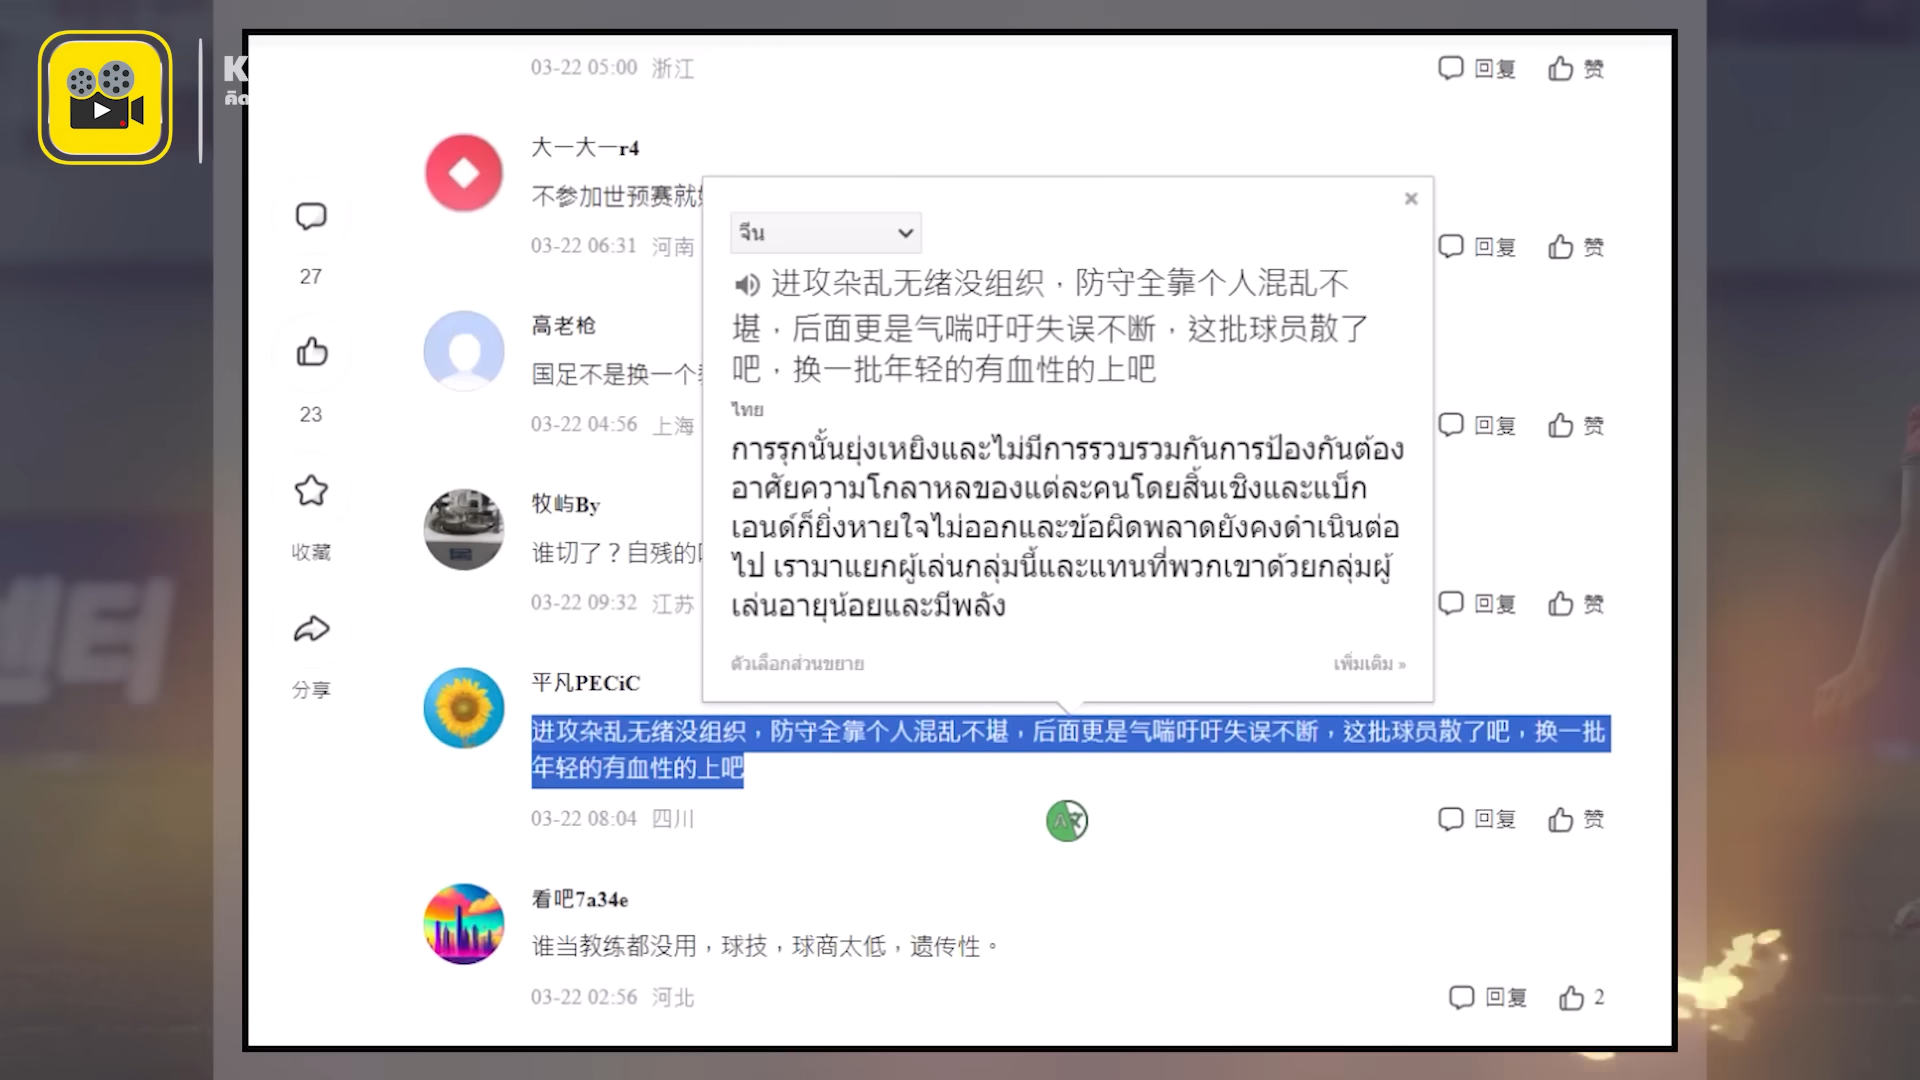 K
คิด
03-22 05:00 浙江
回复 赞
大一大一r4
不参加世预赛就
03-22 06:31 河南
回复 赞
高老枪
国足不是换一个
03-22 04:56 上海
回复 赞
牧屿By
谁切了？自残的
03-22 09:32 江苏
回复 赞
27
23
收藏
分享
จีน
进攻杂乱无绪没组织，防守全靠个人混乱不
堪，后面更是气喘吁吁失误不断，这批球员散了
吧，换一批年轻的有血性的上吧
ไทย
การรุกนั้นยุ่งเหยิงและไม่มีการรวบรวมกันการป้องกันต้อง
อาศัยความโกลาหลของแต่ละคนโดยสิ้นเชิงและแบ็ก
เอนด์ก็ยิ่งหายใจไม่ออกและข้อผิดพลาดยังคงดำเนินต่อ
ไป เรามาแยกผู้เล่นกลุ่มนี้และแทนที่พวกเขาด้วยกลุ่มผู้
เล่นอายุน้อยและมีพลัง
ตัวเลือกส่วนขยาย
เพิ่มเติม »
平凡PECiC
进攻杂乱无绪没组织，防守全靠个人混乱不堪，后面更是气喘吁吁失误不断，这批球员散了吧，换一批
年轻的有血性的上吧
03-22 08:04 四川
回复 赞
看吧7a34e
谁当教练都没用，球技，球商太低，遗传性。
03-22 02:56 河北
回复 2